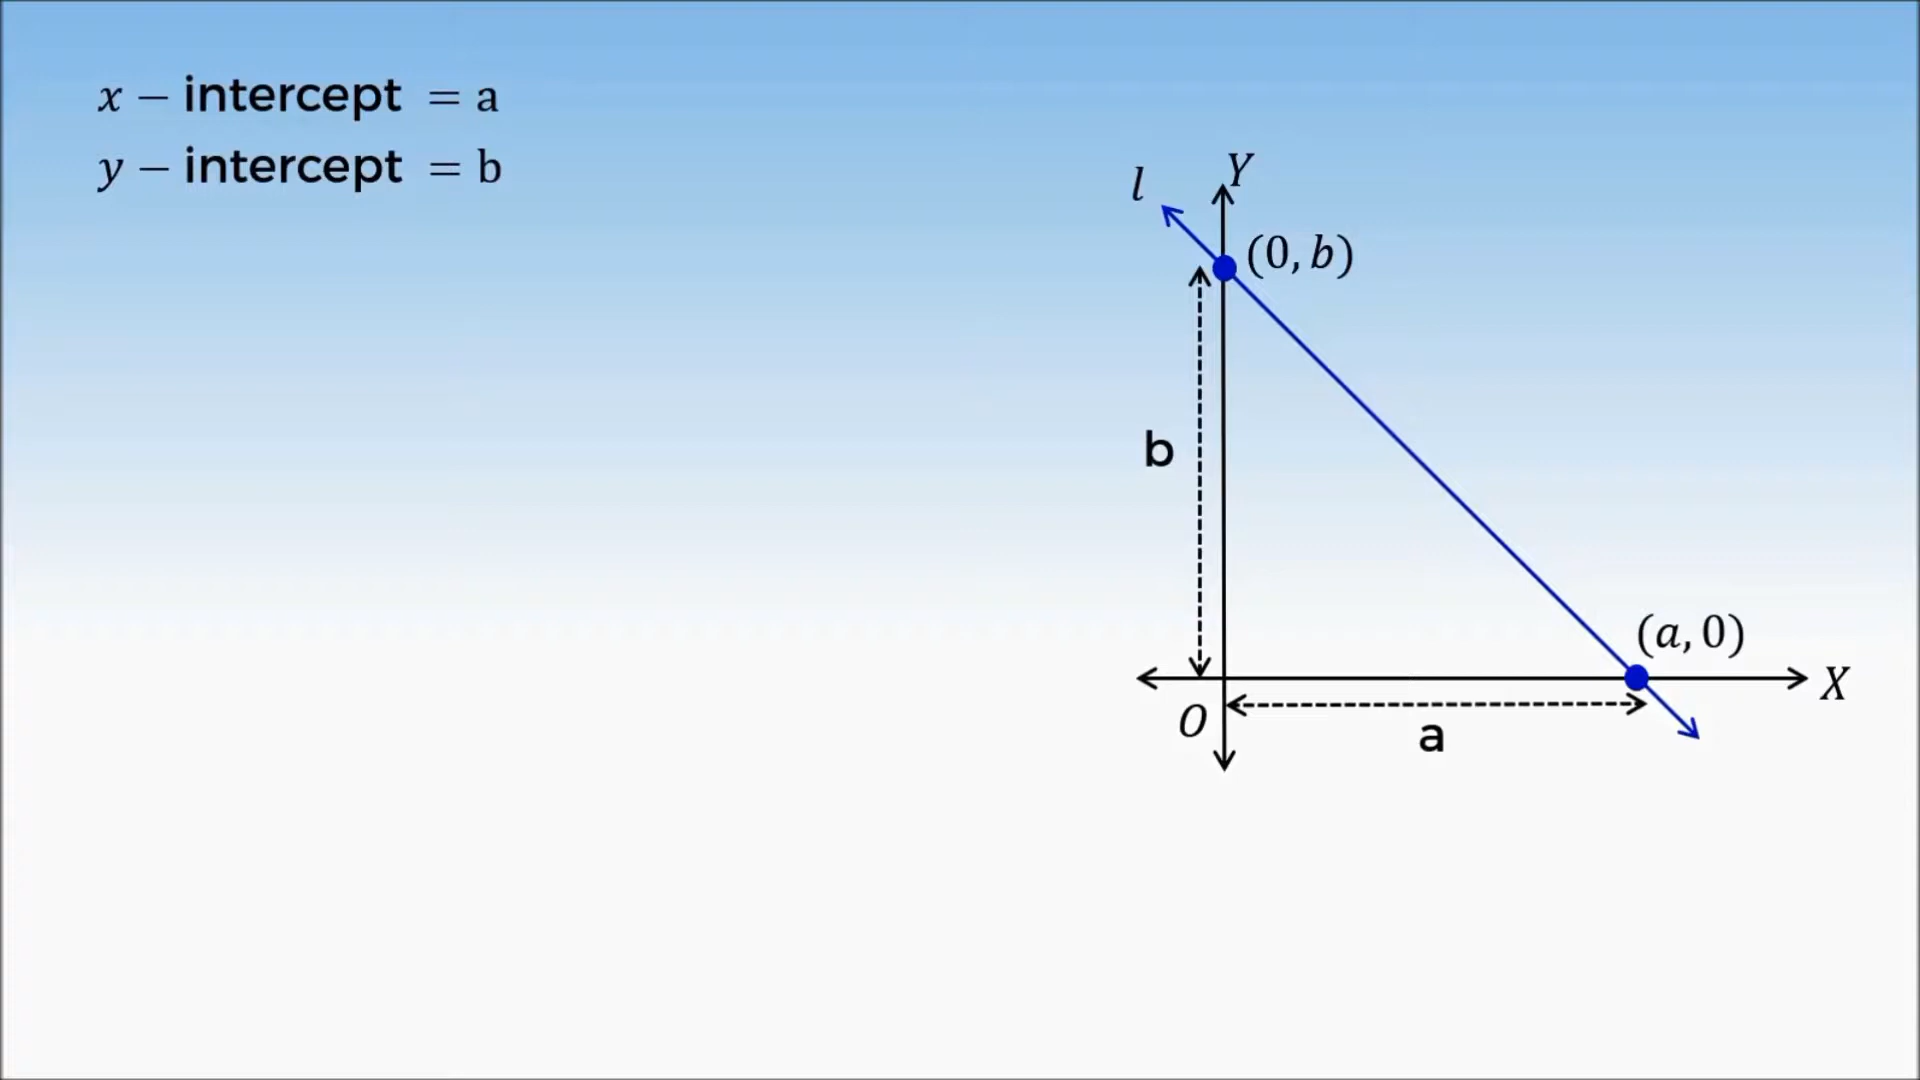 x – intercept = a
y – intercept = b
l
Y
(0, b)
b
(a, 0)
X
O
a